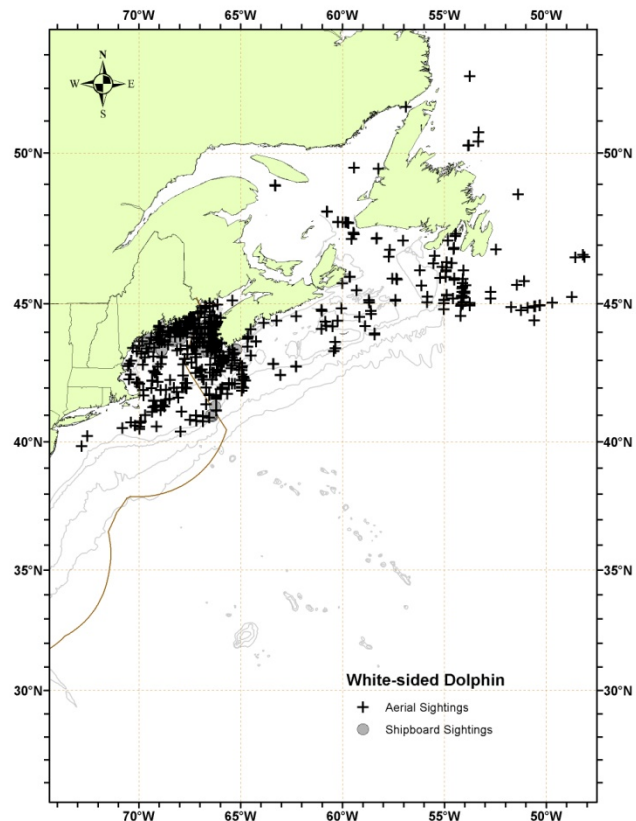 70°W 65°W 60°W 55°W 50°W
N
W E
S
50°N 50°N
45°N 45°N
40°N 40°N
35°N 35°N
White-sided Dolphin
30°N 30°N
Aerial Sightings
Shipboard Sightings
70°W 65°W 60°W 55°W 50°W